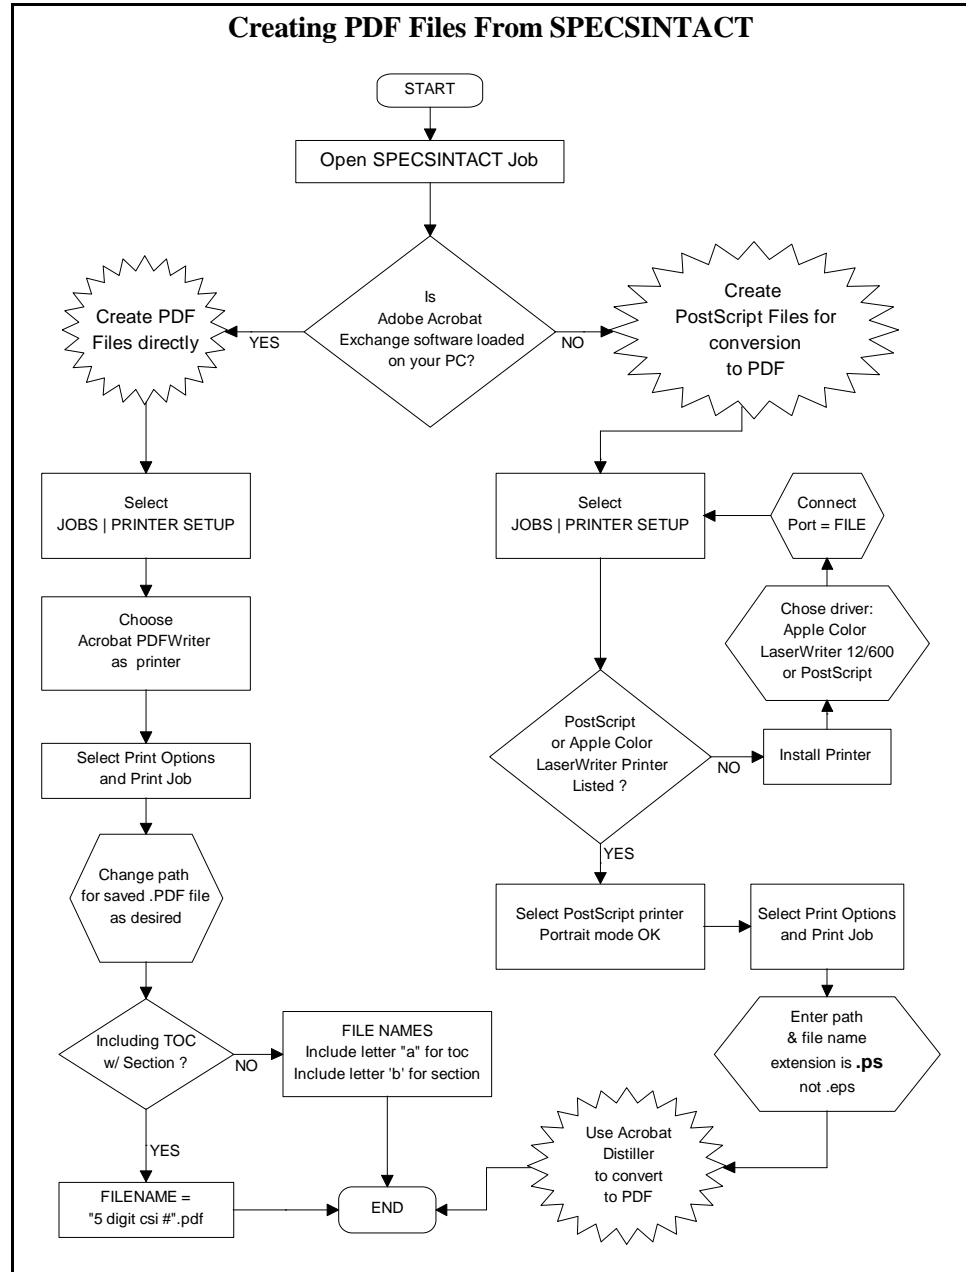 Creating PDF Files From SPECSINTACT
START
Open SPECSINTACT Job
Is
Adobe Acrobat
Exchange software loaded
on your PC?
YES
NO
Create PDF
Files directly
Create
PostScript Files for
conversion
to PDF
Select
JOBS | PRINTER SETUP
Choose
Acrobat PDFWriter
as printer
Select Print Options
and Print Job
Change path
for saved .PDF file
as desired
Including TOC
w/ Section ?
NO
FILE NAMES
Include letter "a" for toc
Include letter 'b' for section
YES
FILENAME =
"5 digit csi #".pdf
END
Select
JOBS | PRINTER SETUP
Connect
Port = FILE
Chose driver:
Apple Color
LaserWriter 12/600
or PostScript
PostScript
or Apple Color
LaserWriter Printer
Listed ?
NO
Install Printer
YES
Select PostScript printer
Portrait mode OK
Select Print Options
and Print Job
Enter path
& file name
extension is .ps
not .eps
Use Acrobat
Distiller
to convert
to PDF